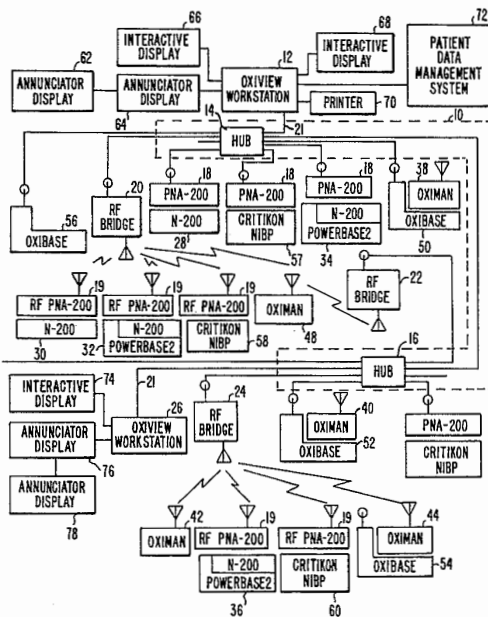 66
INTERACTIVE
DISPLAY
12
68
INTERACTIVE
DISPLAY
72
PATIENT
DATA
MANAGEMENT
SYSTEM
62
ANNUNCIATOR
DISPLAY
ANNUNCIATOR
DISPLAY
64
OXIVIEW
WORKSTATION
PRINTER
70
10
14
21
HUB
20
RF
BRIDGE
18
PNA-200
N-200
28
18
PNA-200
CRITIKON
NIBP
57
18
PNA-200
N-200
POWERBASE2
34
38
OXIMAN
OXIBASE
50
OXIBASE
56
19
RF PNA-200
N-200
30
19
RF PNA-200
N-200
POWERBASE2
32
19
RF PNA-200
CRITIKON
NIBP
58
OXIMAN
48
RF
BRIDGE
22
16
HUB
74
INTERACTIVE
DISPLAY
21
26
OXIVIEW
WORKSTATION
24
RF
BRIDGE
40
OXIMAN
OXIBASE
52
PNA-200
CRITIKON
NIBP
ANNUNCIATOR
DISPLAY
76
ANNUNCIATOR
DISPLAY
78
42
OXIMAN
19
RF PNA-200
N-200
POWERBASE2
36
19
RF PNA-200
CRITIKON
NIBP
60
44
OXIMAN
OXIBASE
54